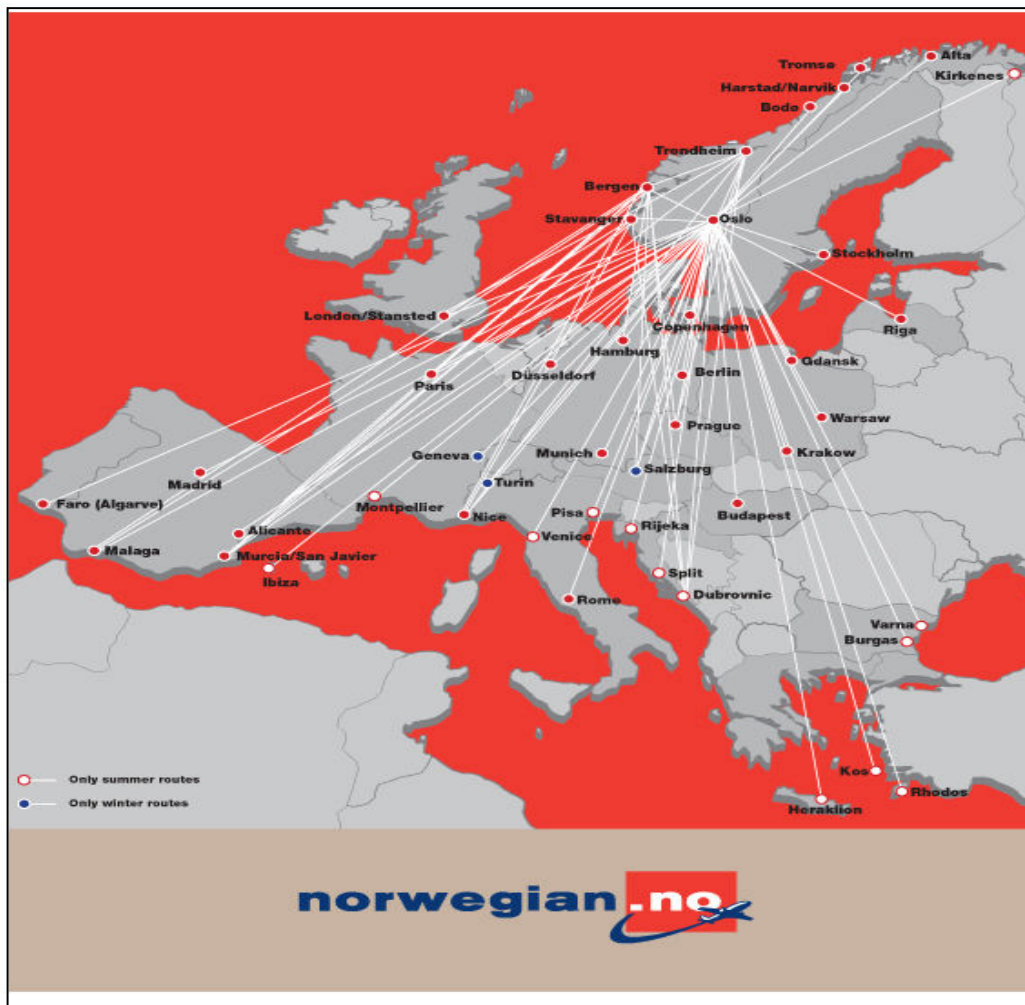 Tromsø
Alta
Kirkenes
Harstad/Narvik
Bodø
Trondheim
Bergen
Stavanger
Oslo
Stockholm
London/Stansted
Copenhagen
Riga
Hamburg
Gdansk
Düsseldorf
Berlin
Paris
Warsaw
Prague
Geneva
Munich
Krakow
Salzburg
Madrid
Turin
Faro (Algarve)
Montpellier
Nice
Pisa
Rijeka
Budapest
Alicante
Venice
Malaga
Murcia/San Javier
Ibiza
Split
Rome
Dubrovnic
Varna
Burgas
Kos
Rhodos
Heraklion
Only summer routes
Only winter routes
norwegian.no